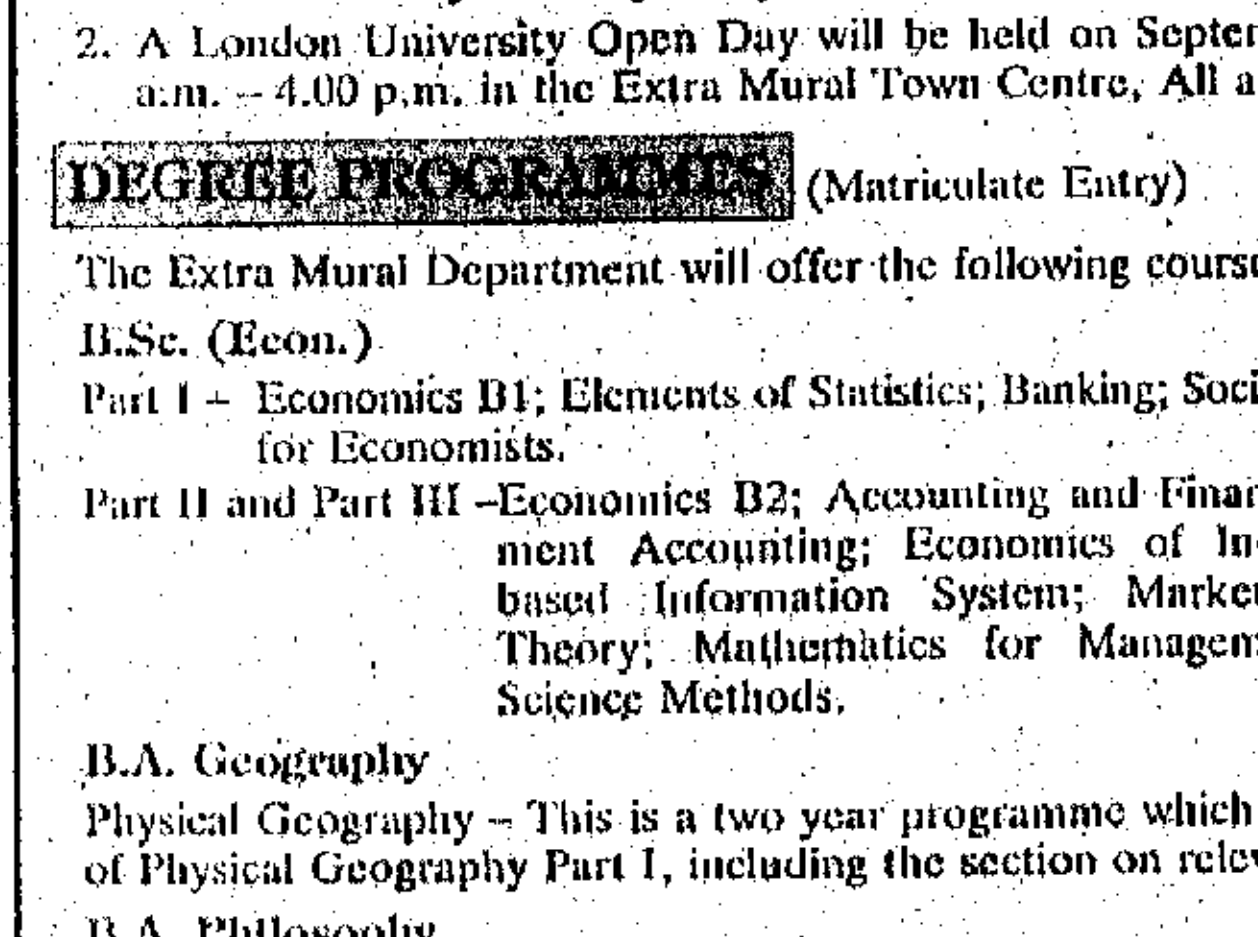 2. A London University Open Day will be held on Septem
a.m. – 4.00 p.m. in the Extra Mural Town Centre, All a
DEGREE PROGRAMMES (Matriculate Entry)
The Extra Mural Department will offer the following course
B.Sc. (Econ.)
Part I – Economics B1; Elements of Statistics; Banking; Soci
for Economists.
Part II and Part III –Economics B2; Accounting and Finan
ment Accounting; Economics of In
based Information System; Market
Theory; Mathematics for Managem
Science Methods.
B.A. Geography
Physical Geography – This is a two year programme which
of Physical Geography Part I, including the section on relev
B.A. Philosophy